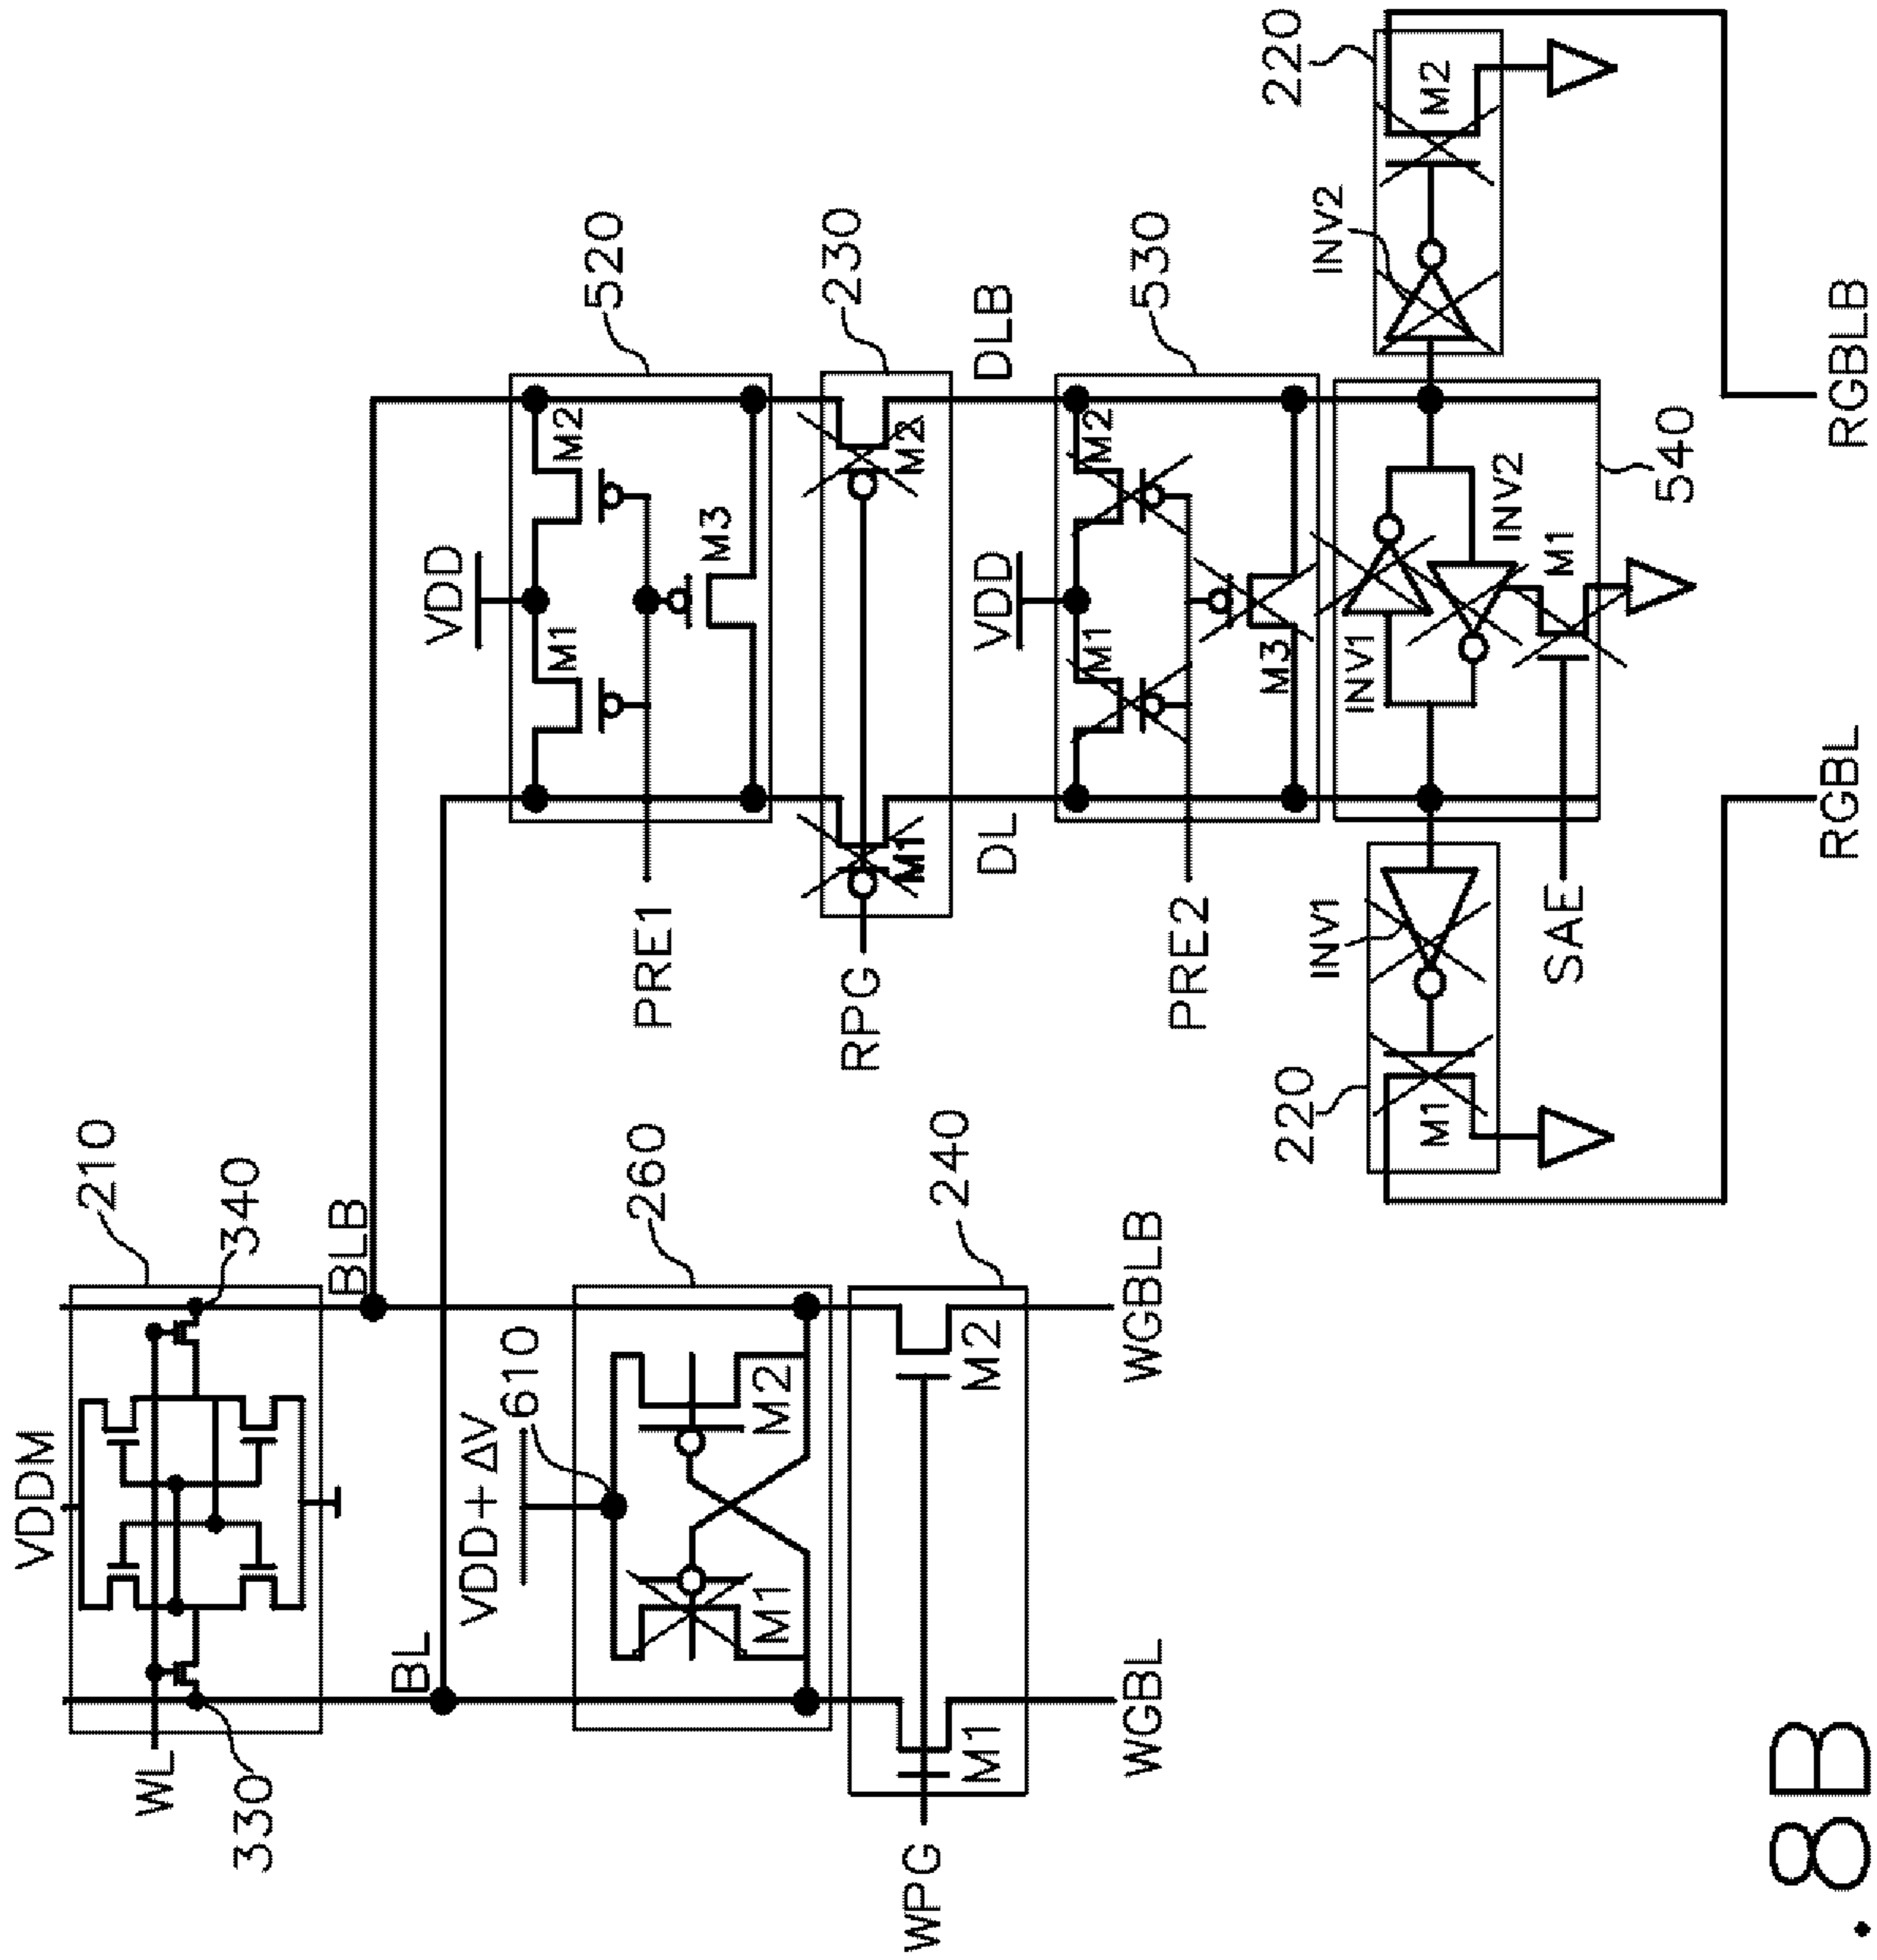 VDDM
WL
210
330
340
BL
BLB
VDD+ ΔV
610
M1
M2
260
WPG
M1
M2
240
WGBL
WGBLB
VDD
M1
M2
M3
520
PRE1
RPG
M1
M2
230
DL
DLB
VDD
M1
M2
M3
530
PRE2
INV1
INV2
M1
540
SAE
220
INV1
M1
220
INV2
M2
RGBL
RGBLB
. 8B